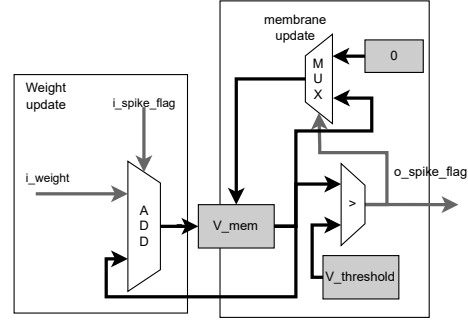 membrane
update
0
M
U
X
Weight
update
i_spike_flag
i_weight
o_spike_flag
A
D
D
>
V_mem
V_threshold